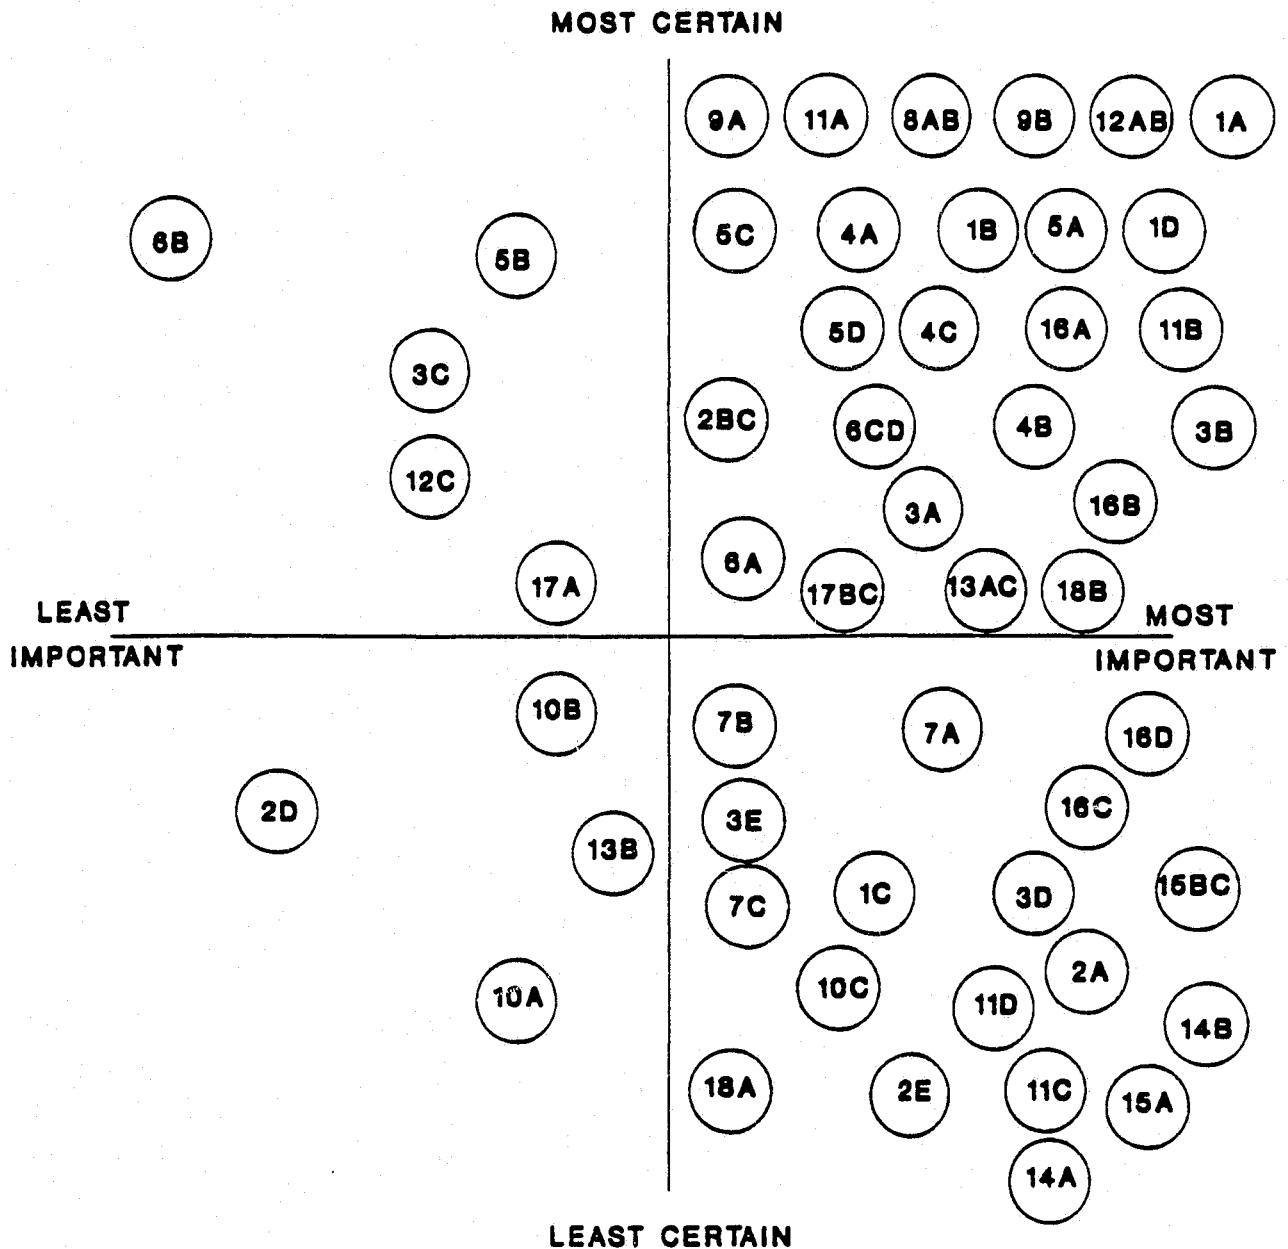 MOST CERTAIN
9A 11A 8AB 9B 12AB 1A
6B 5B 5C 4A 1B 5A 1D
5D 4C 16A 11B
3C
2BC 6CD 4B 3B
12C
3A 16B
6A
17A 17BC 13AC 18B
LEAST MOST
IMPORTANT IMPORTANT
10B 7B 7A 16D
2D 3E 16C
13B
7C 1C 3D 15BC
2A
10A 10C 11D
14B
18A 2E 11C 15A
14A
LEAST CERTAIN